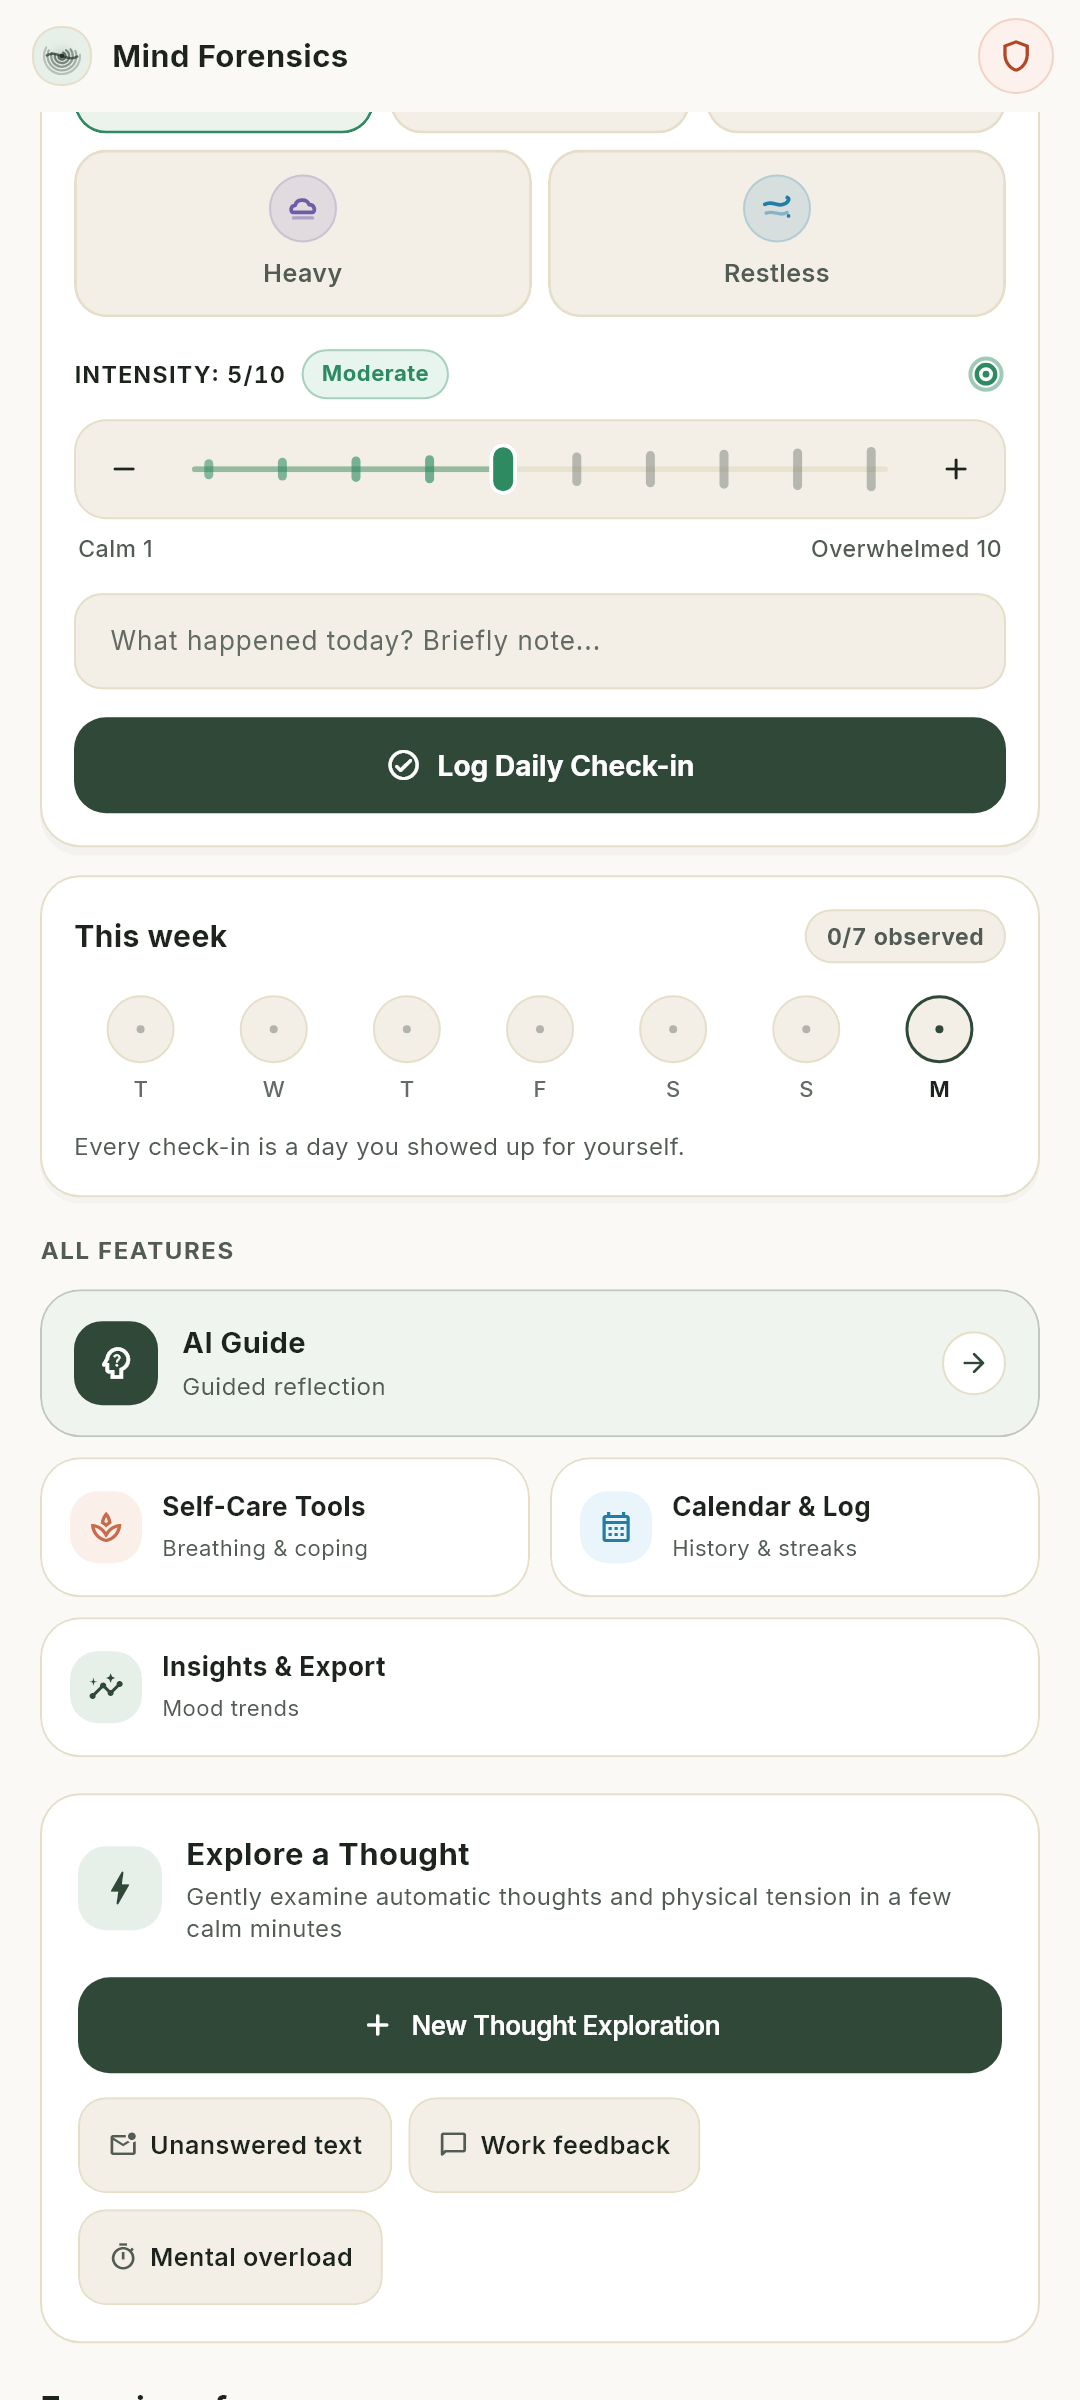 Mind Forensics
Heavy
Restless
INTENSITY: 5/10
Moderate
Calm 1
Overwhelmed 10
What happened today? Briefly note...
Log Daily Check-in
This week
0/7 observed
T W T F S S M
Every check-in is a day you showed up for yourself.
ALL FEATURES
AI Guide
Guided reflection
Self-Care Tools
Breathing & coping
Calendar & Log
History & streaks
Insights & Export
Mood trends
Explore a Thought
Gently examine automatic thoughts and physical tension in a few
calm minutes
New Thought Exploration
Unanswered text
Work feedback
Mental overload